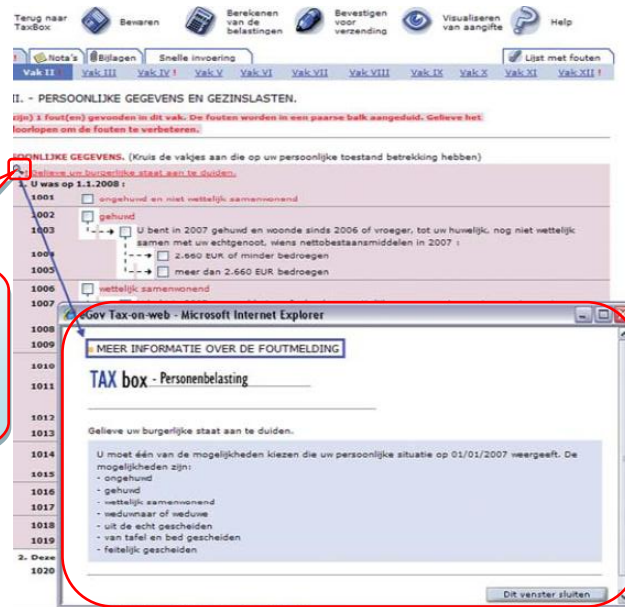 Terug naar TaxBox
Bewaren
Berekenen van de belastingen
Bevestigen voor verzending
Visualiseren van aangifte
Help
! Nota's Bijlagen Snelle invoering Lijst met fouten
Vak II ! Vak III Vak IV ! Vak V Vak VI Vak VII Vak VIII Vak IX Vak X Vak XI Vak XII !
II. - PERSOONLIJKE GEGEVENS EN GEZINSLASTEN.
zijn) 1 fout(en) gevonden in dit vak. De fouten worden in een paarse balk aangeduid. Gelieve het
doorlopen om de fouten te verbeteren.
SOONLIJKE GEGEVENS. (Kruis de vakjes aan die op uw persoonlijke toestand betrekking hebben)
Gelieve uw burgerlijke staat aan te duiden.
1. U was op 1.1.2008 :
1001 ongehuwd en niet wettelijk samenwonend
1002 gehuwd
1003 U bent in 2007 gehuwd en woonde sinds 2006 of vroeger, tot uw huwelijk, nog niet wettelijk
samen met uw echtgenoot, wiens nettobestaansmiddelen in 2007 :
1004 2.660 EUR of minder bedroegen
1005 meer dan 2.660 EUR bedroegen
1006 wettelijk samenwonend
1007
1008
1009
1010
1011
1012
1013
1014
1015
1016
1017
1018
1019
2. Deze
1020
eGov Tax-on-web - Microsoft Internet Explorer
MEER INFORMATIE OVER DE FOUTMELDING
TAX box - Personenbelasting
Gelieve uw burgerlijke staat aan te duiden.
U moet één van de mogelijkheden kiezen die uw persoonlijke situatie op 01/01/2007 weergeeft. De
mogelijkheden zijn:
- ongehuwd
- gehuwd
- wettelijk samenwonend
- weduwnaar of weduwe
- uit de echt gescheiden
- van tafel en bed gescheiden
- feitelijk gescheiden
Dit venster sluiten